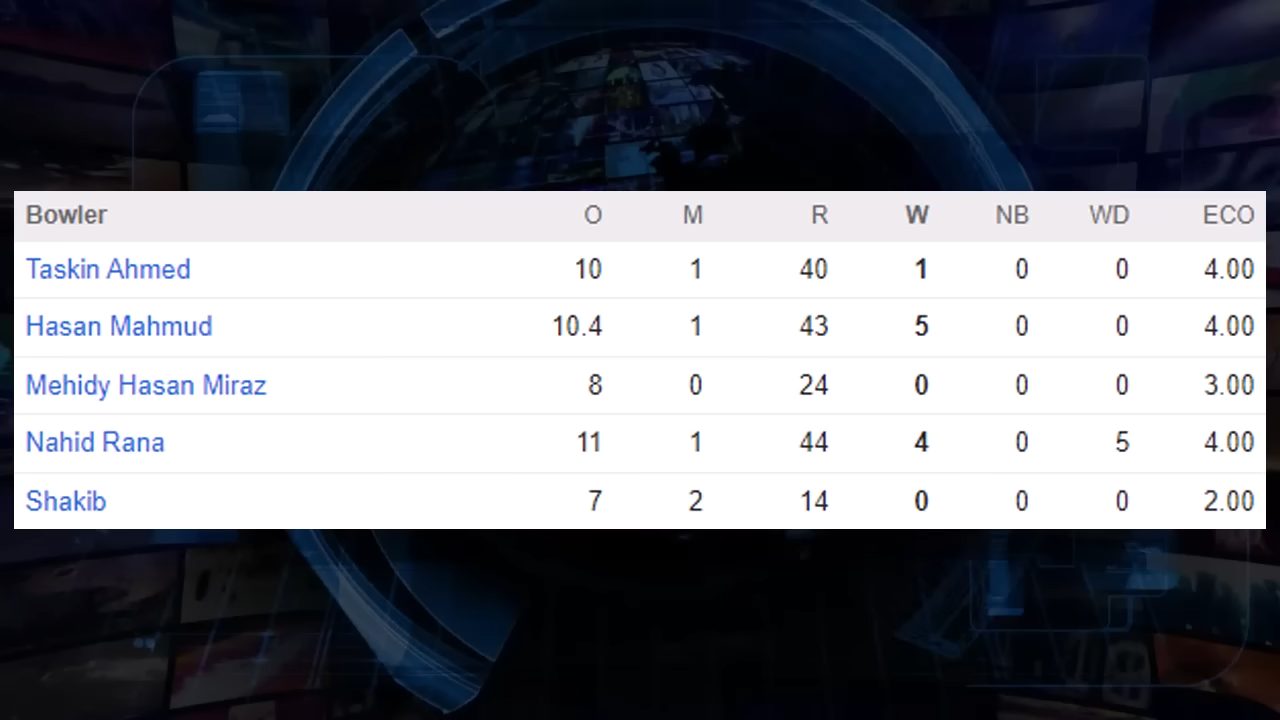 Bowler O M R W NB WD ECO
Taskin Ahmed 10 1 40 1 0 0 4.00
Hasan Mahmud 10.4 1 43 5 0 0 4.00
Mehidy Hasan Miraz 8 0 24 0 0 0 3.00
Nahid Rana 11 1 44 4 0 5 4.00
Shakib 7 2 14 0 0 0 2.00